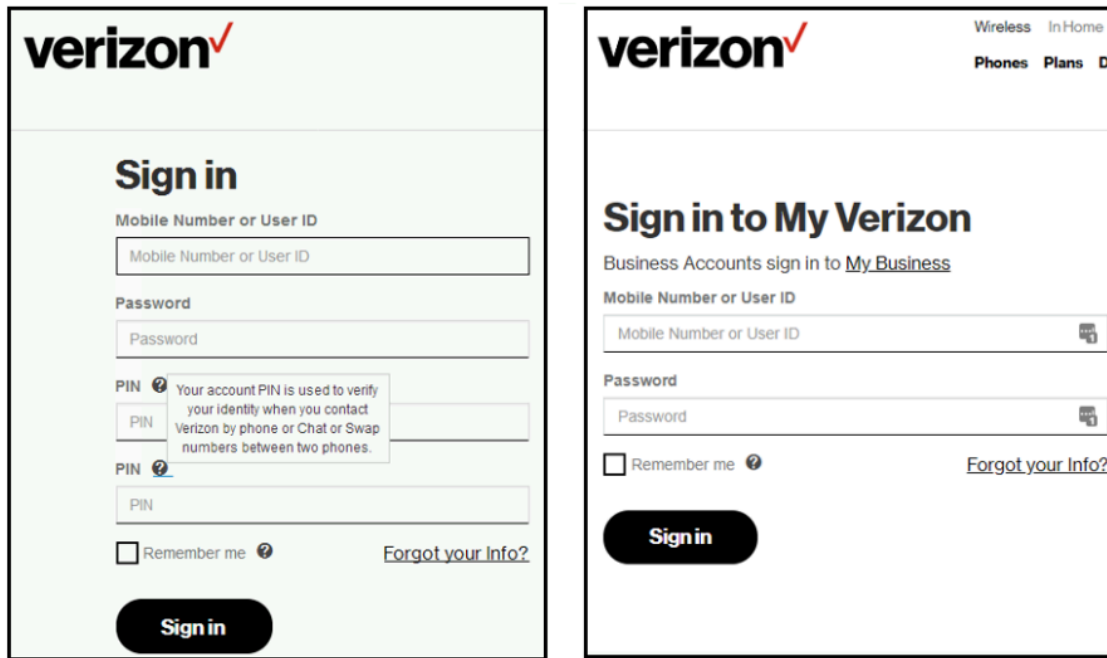 verizon
Sign in
Mobile Number or User ID
Mobile Number or User ID
Password
Password
PIN ?
Your account PIN is used to verify
your identity when you contact
Verizon by phone or Chat or Swap
numbers between two phones.
PIN
PIN ?
PIN
Remember me ?
Forgot your Info?
Sign in
verizon
Wireless In Home
Phones Plans D
Sign in to My Verizon
Business Accounts sign in to My Business
Mobile Number or User ID
Mobile Number or User ID
Password
Password
Remember me ?
Forgot your Info?
Sign in